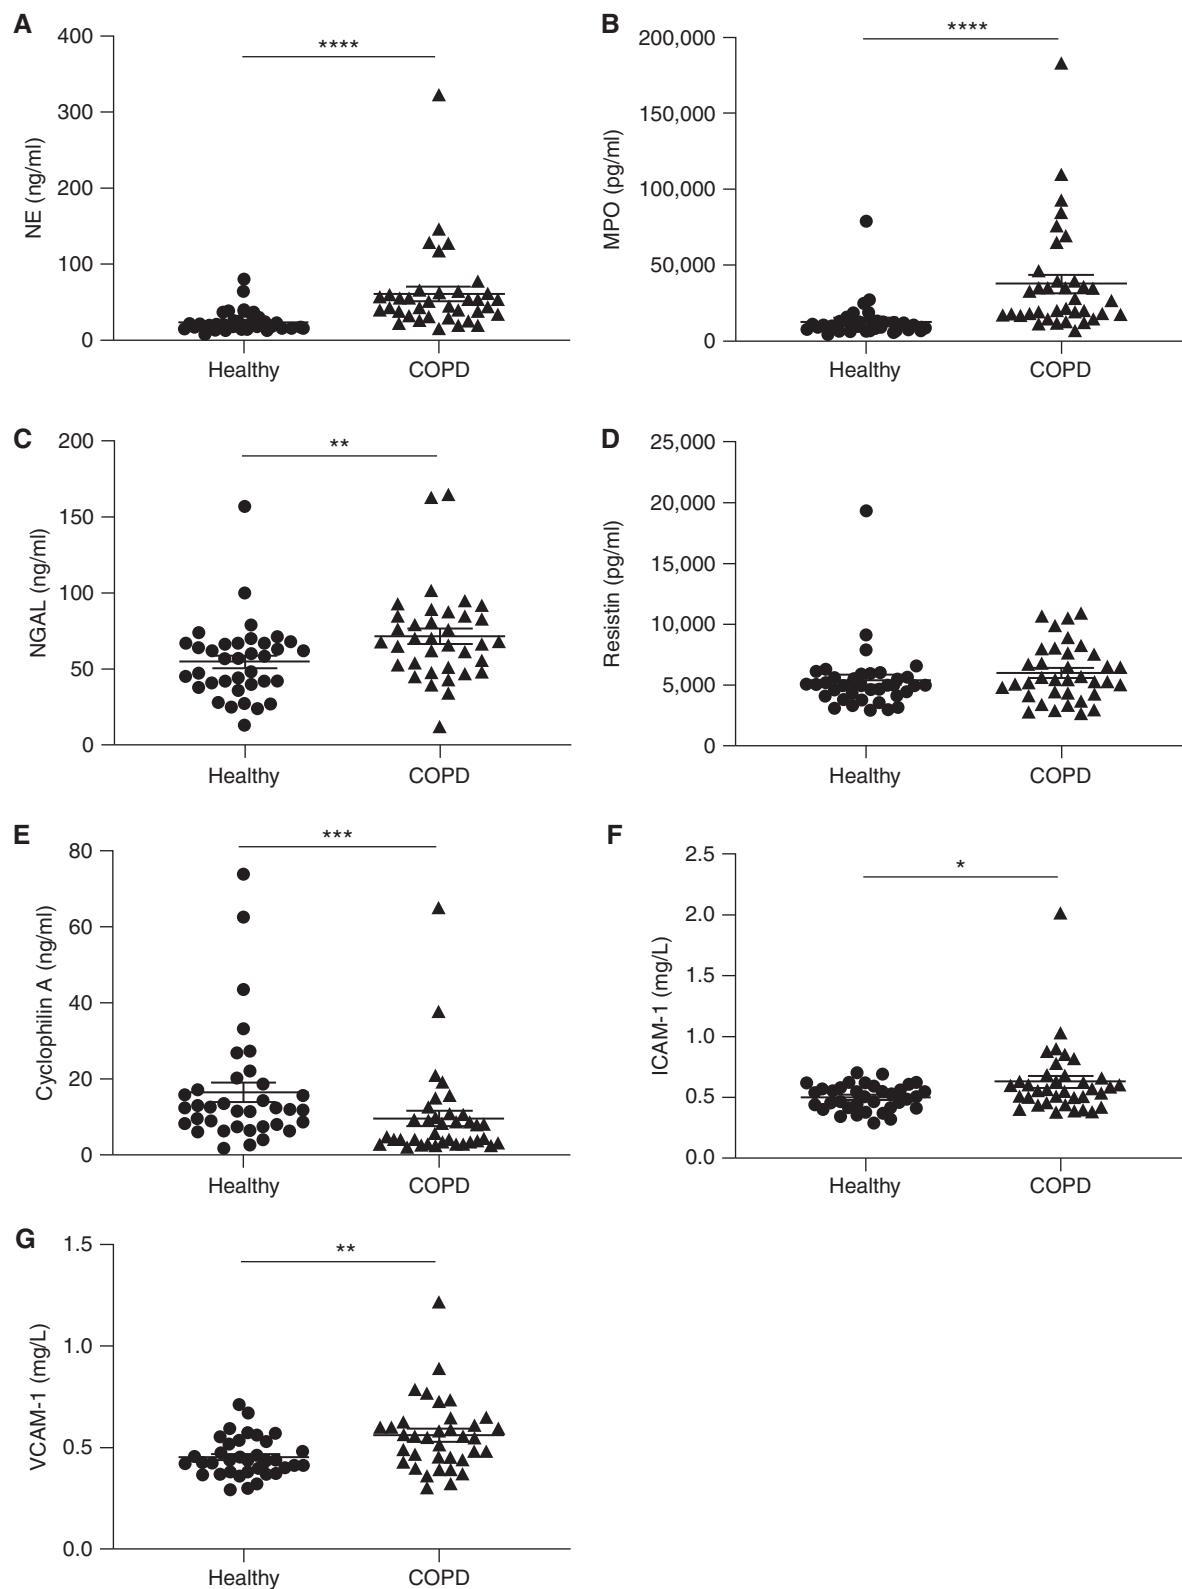 A
NE (ng/ml)
400
300
200
100
0
****
Healthy
COPD
B
MPO (pg/ml)
200,000
150,000
100,000
50,000
0
****
Healthy
COPD
C
NGAL (ng/ml)
200
150
100
50
0
**
Healthy
COPD
D
Resistin (pg/ml)
25,000
20,000
15,000
10,000
5,000
0
Healthy
COPD
E
Cyclophilin A (ng/ml)
80
60
40
20
0
***
Healthy
COPD
F
ICAM-1 (mg/L)
2.5
2.0
1.5
1.0
0.5
0.0
*
Healthy
COPD
G
VCAM-1 (mg/L)
1.5
1.0
0.5
0.0
**
Healthy
COPD